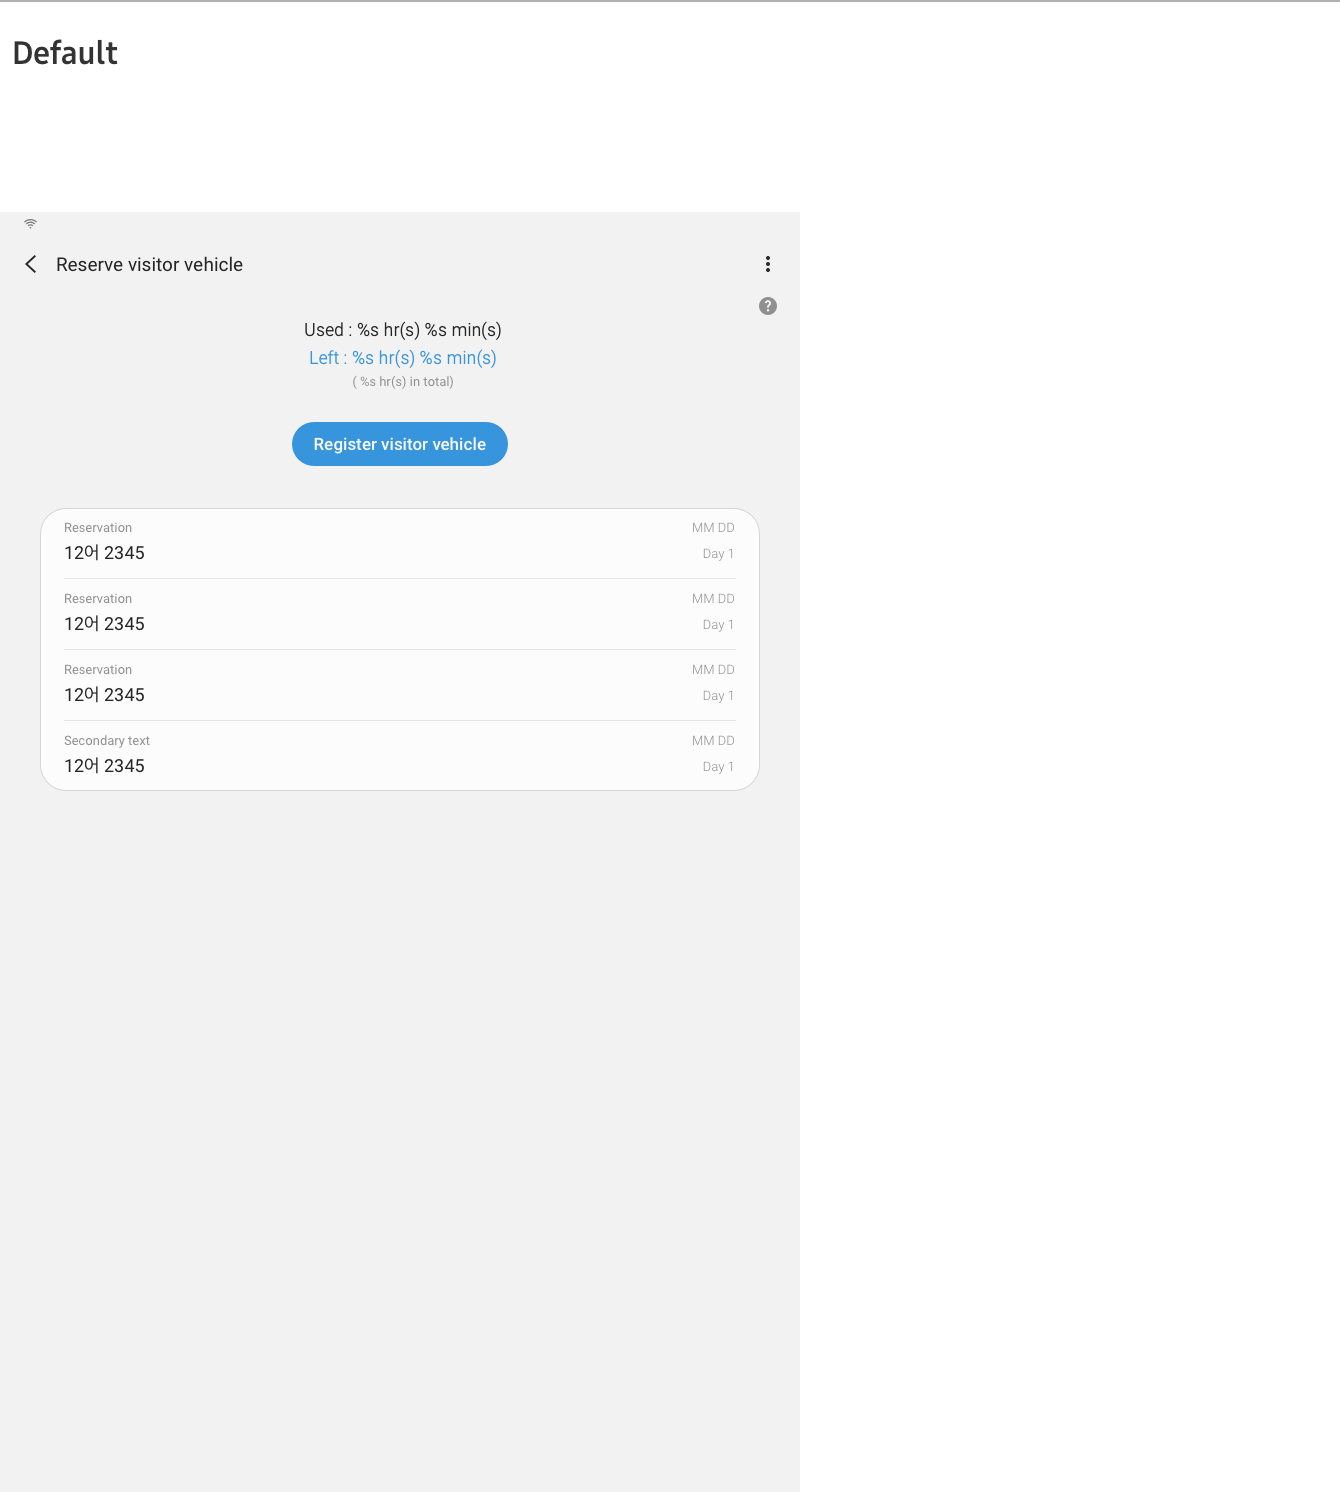 Default
Reserve visitor vehicle
?
Used : %s hr(s) %s min(s)
Left : %s hr(s) %s min(s)
( %s hr(s) in total)
Register visitor vehicle
Reservation MM DD
12어 2345 Day 1
Reservation MM DD
12어 2345 Day 1
Reservation MM DD
12어 2345 Day 1
Secondary text MM DD
12어 2345 Day 1